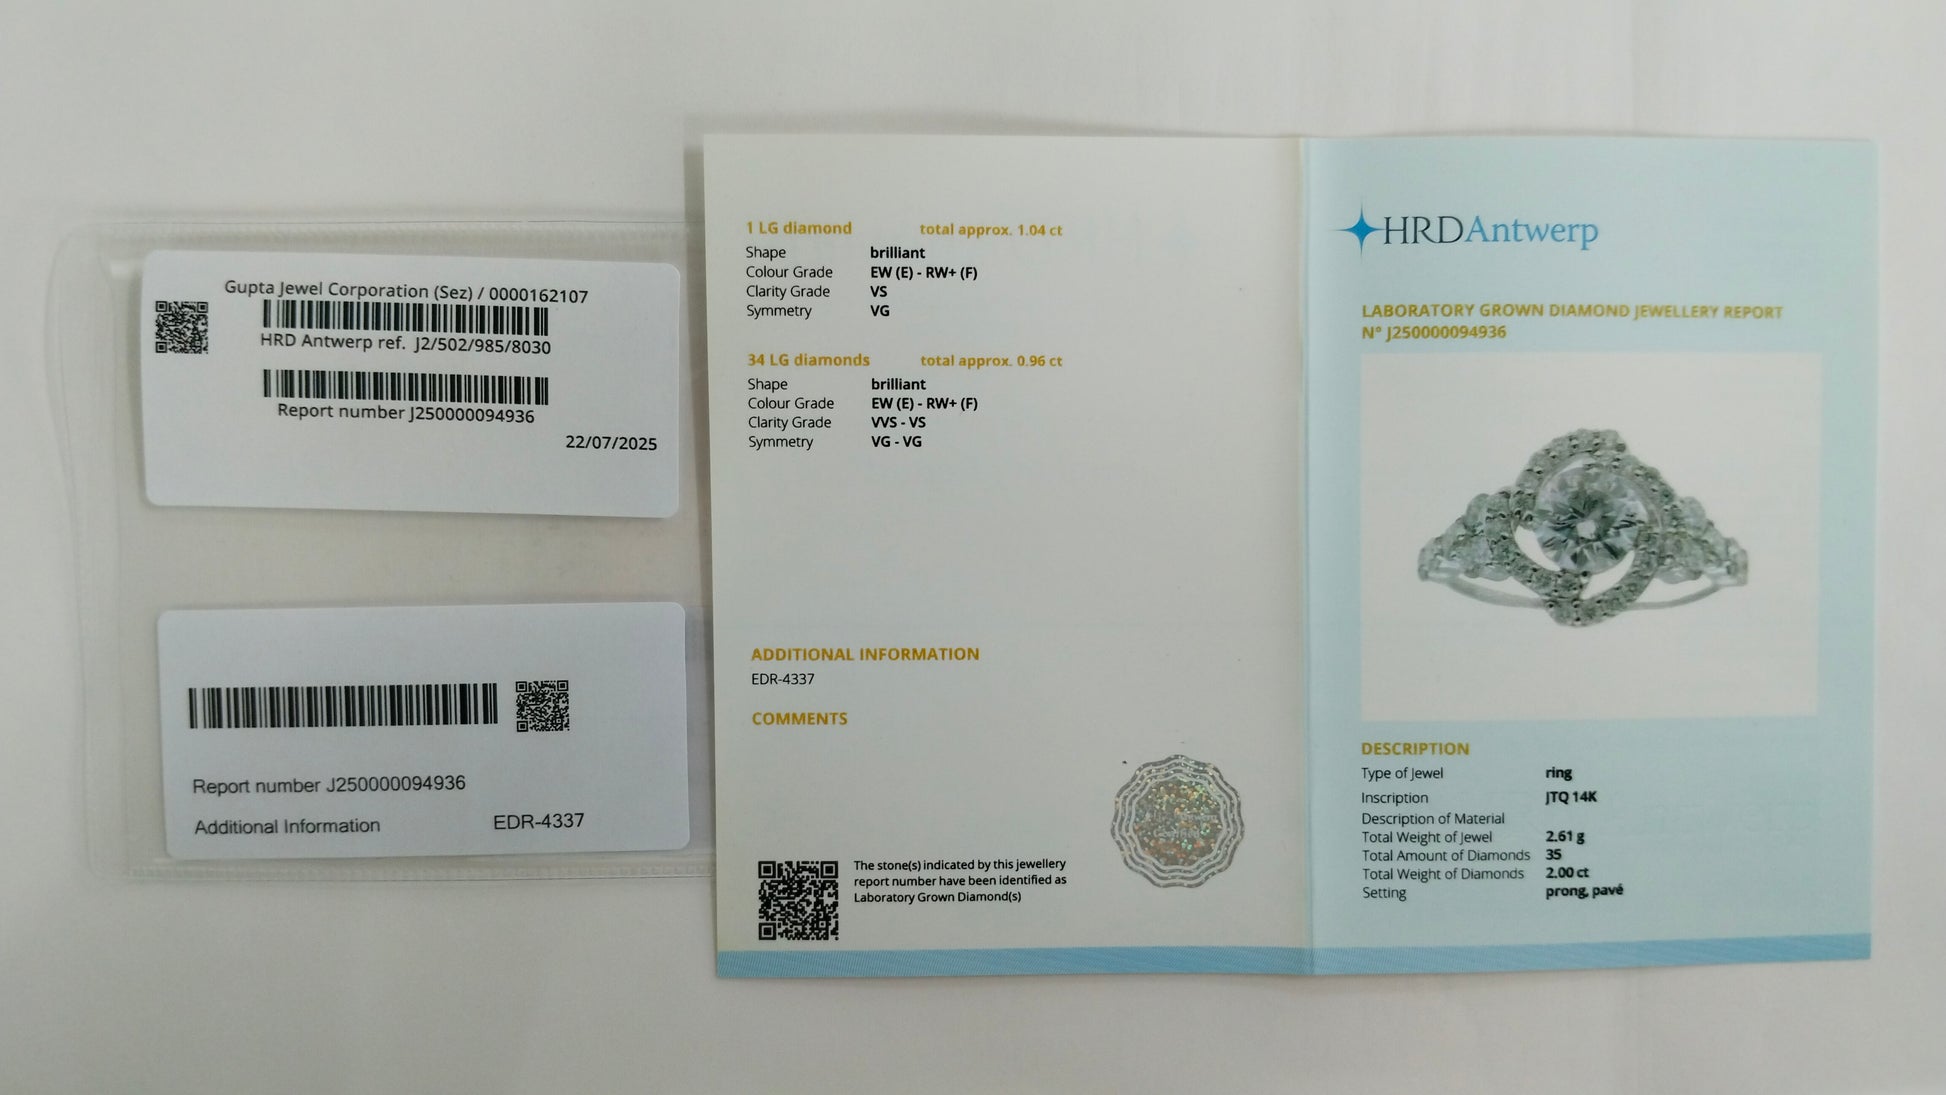 Gupta Jewel Corporation (Sez) / 0000162107
HRD Antwerp ref. J2/502/985/8030
Report number J250000094936
22/07/2025
Report number J250000094936
Additional Information EDR-4337
1 LG diamond total approx. 1.04 ct
Shape brilliant
Colour Grade EW (E) - RW+ (F)
Clarity Grade VS
Symmetry VG
34 LG diamonds total approx. 0.96 ct
Shape brilliant
Colour Grade EW (E) - RW+ (F)
Clarity Grade VVS - VS
Symmetry VG - VG
ADDITIONAL INFORMATION
EDR-4337
COMMENTS
The stone(s) indicated by this jewellery
report number have been identified as
Laboratory Grown Diamond(s)
HRDAntwerp
LABORATORY GROWN DIAMOND JEWELLERY REPORT
N° J250000094936
DESCRIPTION
Type of Jewel ring
Inscription JTQ 14K
Description of Material
Total Weight of Jewel 2.61 g
Total Amount of Diamonds 35
Total Weight of Diamonds 2.00 ct
Setting prong, pavé